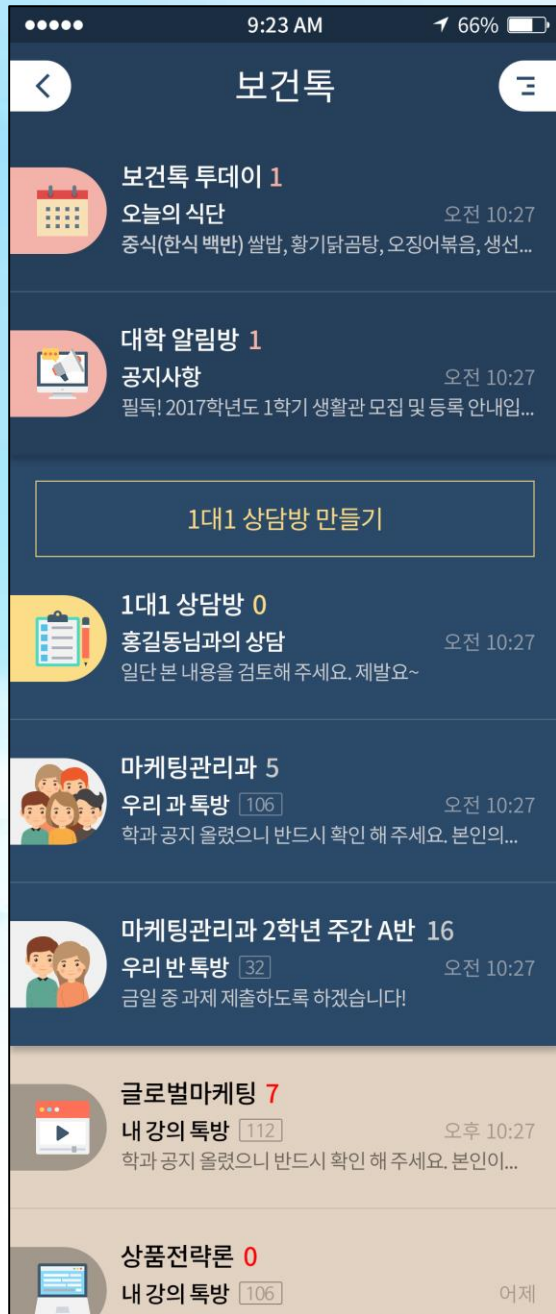 9:23 AM 66%
보건톡
보건톡 투데이 1
오늘의 식단 오전 10:27
중식(한식 백반) 쌀밥, 황기닭곰탕, 오징어볶음, 생선...
대학 알림방 1
공지사항 오전 10:27
필독! 2017학년도 1학기 생활관 모집 및 등록 안내입...
1대1 상담방 만들기
1대1 상담방 0
홍길동님과의 상담 오전 10:27
일단 본 내용을 검토해 주세요. 제발요~
마케팅관리과 5
우리 과 톡방 106 오전 10:27
학과 공지 올렸으니 반드시 확인 해 주세요. 본인의...
마케팅관리과 2학년 주간 A반 16
우리 반 톡방 32 오전 10:27
금일 중 과제 제출하도록 하겠습니다!
글로벌마케팅 7
내 강의 톡방 112 오후 10:27
학과 공지 올렸으니 반드시 확인 해 주세요. 본인이...
상품전략론 0
내 강의 톡방 106 어제